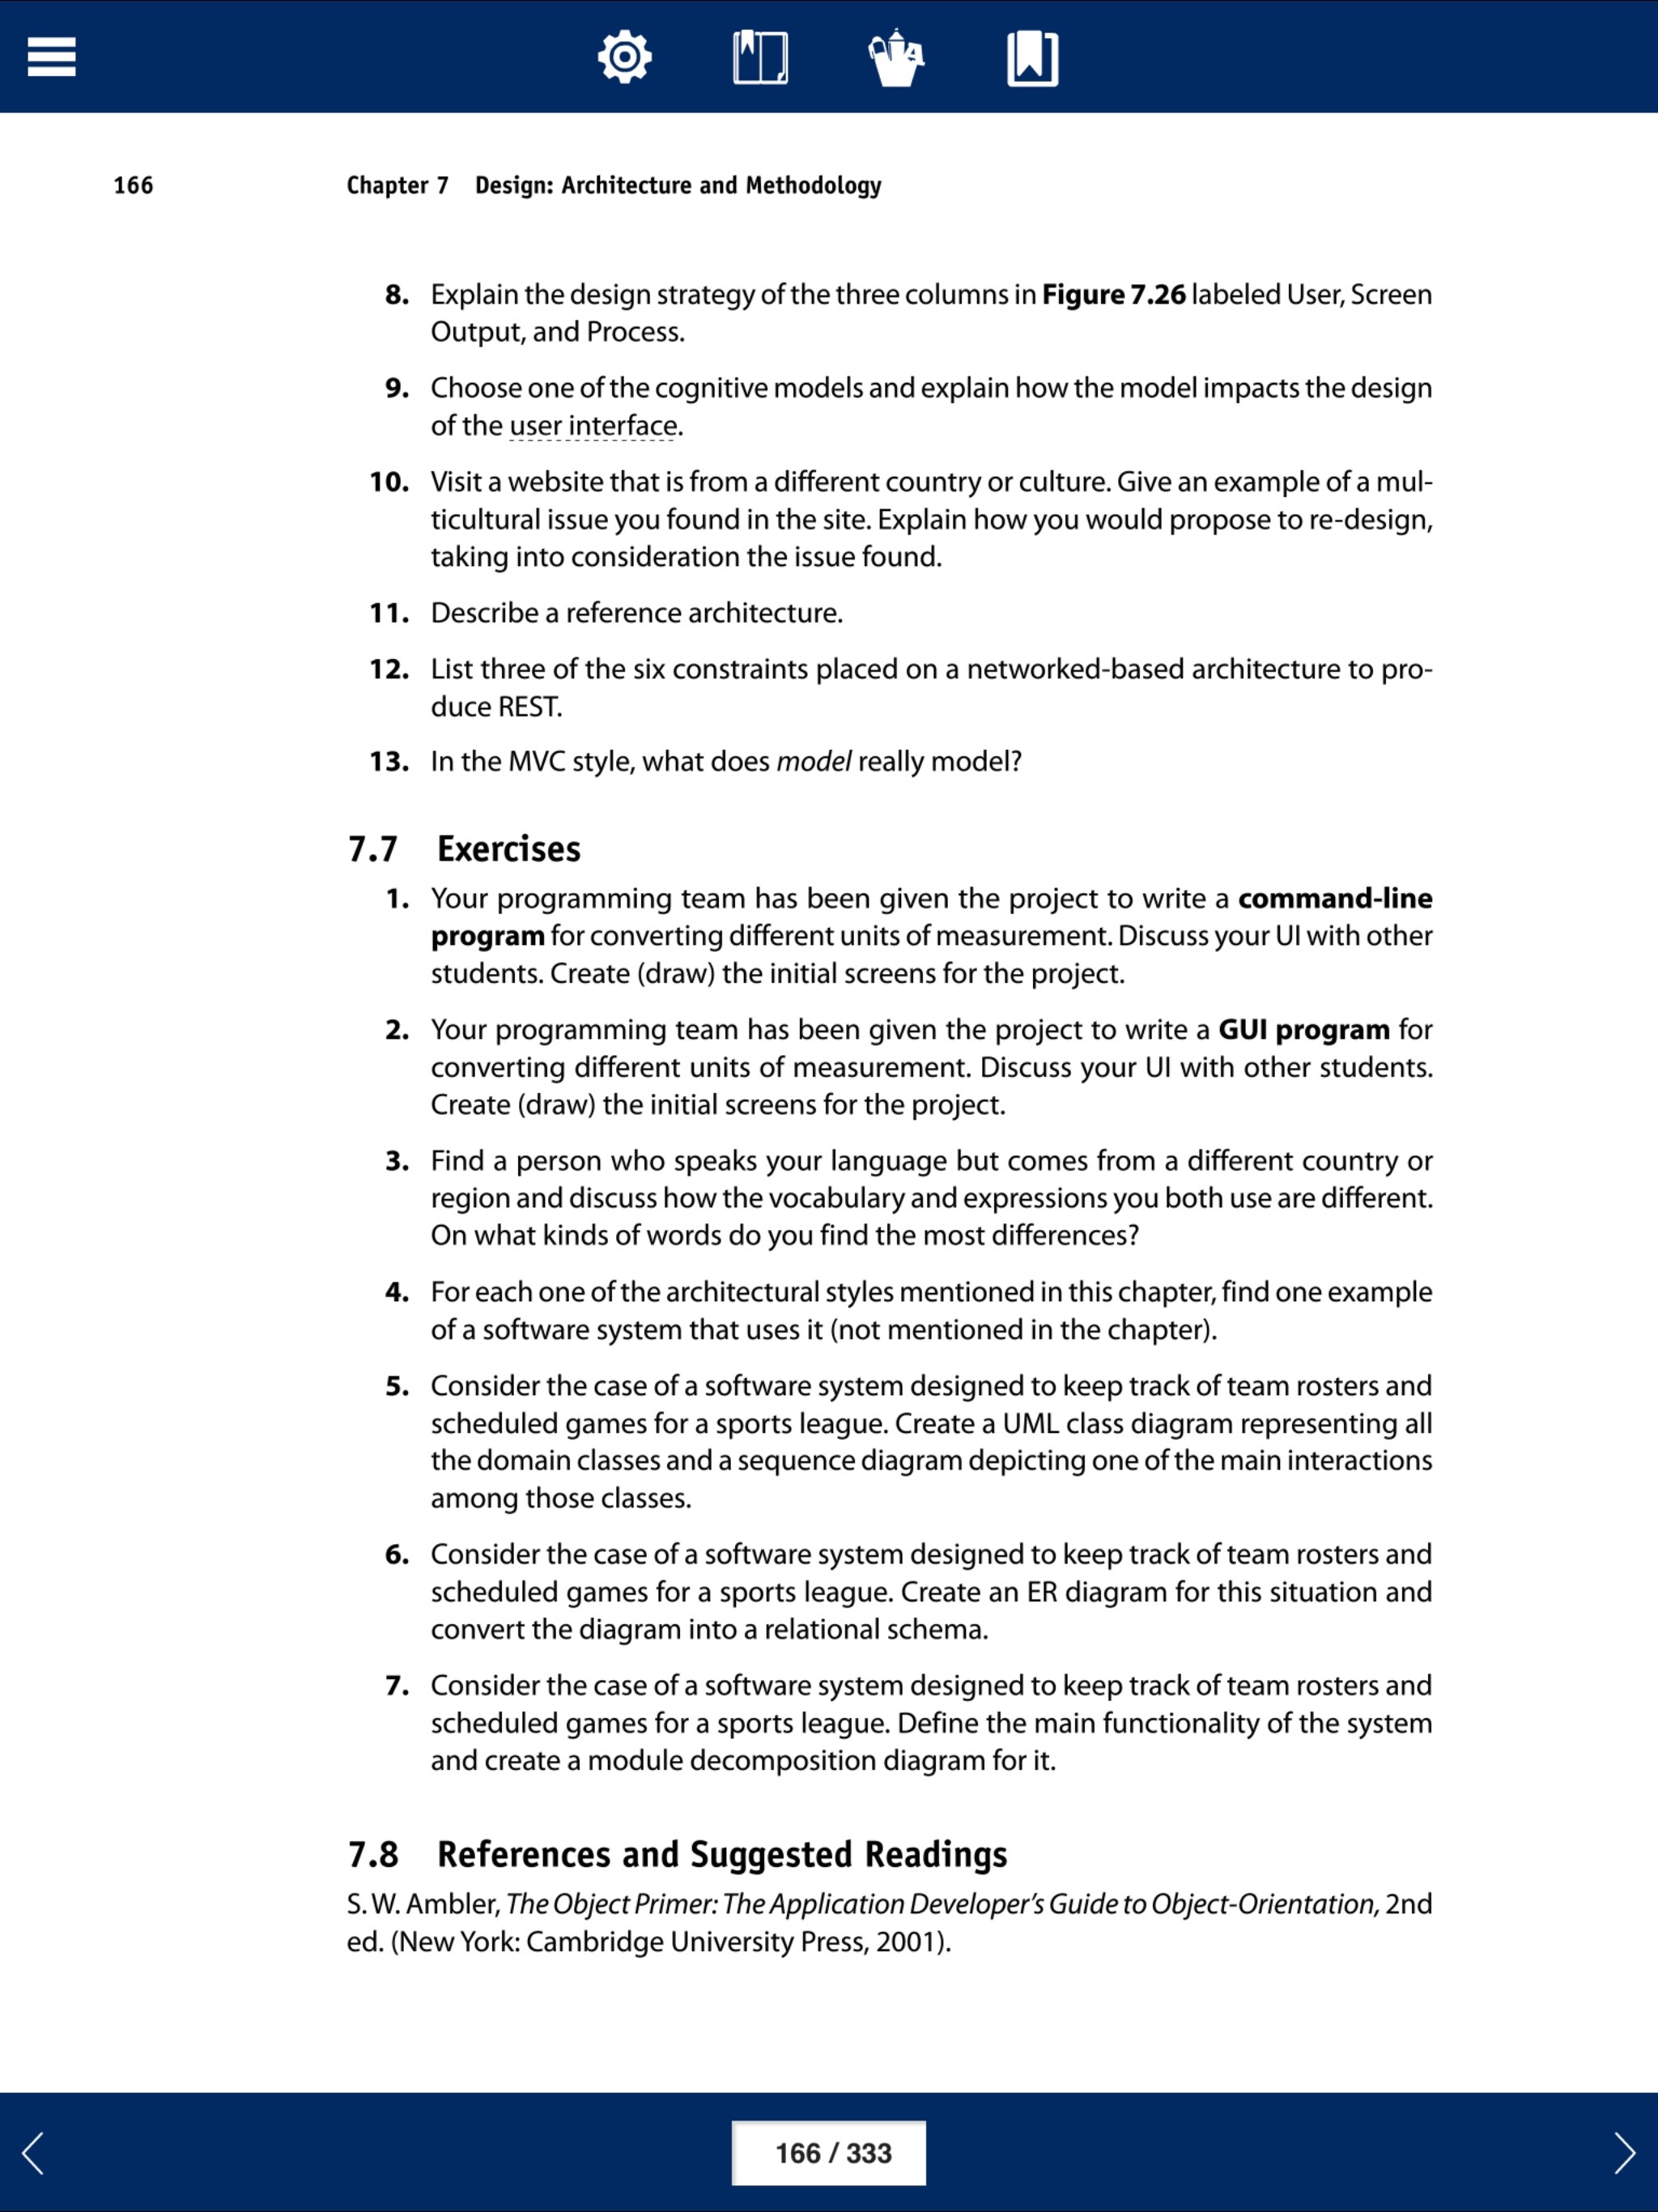 166 Chapter 7 Design: Architecture and Methodology
8. Explain the design strategy of the three columns in Figure 7.26 labeled User, Screen
Output, and Process.
9. Choose one of the cognitive models and explain how the model impacts the design
of the user interface.
10. Visit a website that is from a different country or culture. Give an example of a mul-
ticultural issue you found in the site. Explain how you would propose to re-design,
taking into consideration the issue found.
11. Describe a reference architecture.
12. List three of the six constraints placed on a networked-based architecture to pro-
duce REST.
13. In the MVC style, what does model really model?
7.7 Exercises
1. Your programming team has been given the project to write a command-line
program for converting different units of measurement. Discuss your UI with other
students. Create (draw) the initial screens for the project.
2. Your programming team has been given the project to write a GUI program for
converting different units of measurement. Discuss your UI with other students.
Create (draw) the initial screens for the project.
3. Find a person who speaks your language but comes from a different country or
region and discuss how the vocabulary and expressions you both use are different.
On what kinds of words do you find the most differences?
4. For each one of the architectural styles mentioned in this chapter, find one example
of a software system that uses it (not mentioned in the chapter).
5. Consider the case of a software system designed to keep track of team rosters and
scheduled games for a sports league. Create a UML class diagram representing all
the domain classes and a sequence diagram depicting one of the main interactions
among those classes.
6. Consider the case of a software system designed to keep track of team rosters and
scheduled games for a sports league. Create an ER diagram for this situation and
convert the diagram into a relational schema.
7. Consider the case of a software system designed to keep track of team rosters and
scheduled games for a sports league. Define the main functionality of the system
and create a module decomposition diagram for it.
7.8 References and Suggested Readings
S. W. Ambler, The Object Primer: The Application Developer's Guide to Object-Orientation, 2nd
ed. (New York: Cambridge University Press, 2001).
166 / 333